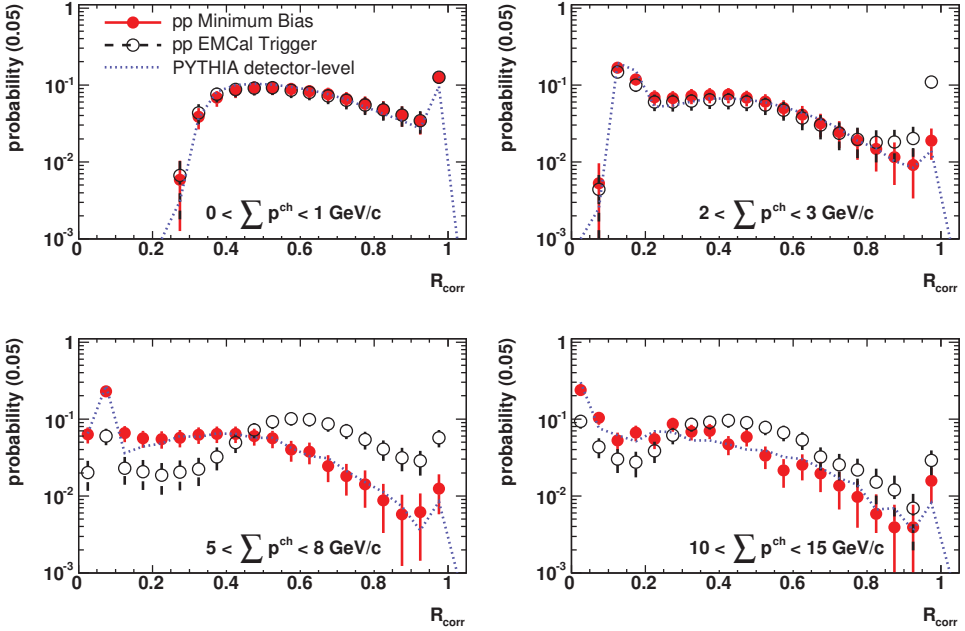 probability (0.05)
1
10⁻¹
10⁻²
10⁻³
pp Minimum Bias
pp EMCal Trigger
PYTHIA detector-level
0 < ∑ p^ch < 1 GeV/c
0 0.2 0.4 0.6 0.8 1
R_corr
probability (0.05)
1
10⁻¹
10⁻²
10⁻³
2 < ∑ p^ch < 3 GeV/c
0 0.2 0.4 0.6 0.8 1
R_corr
probability (0.05)
1
10⁻¹
10⁻²
10⁻³
5 < ∑ p^ch < 8 GeV/c
0 0.2 0.4 0.6 0.8 1
R_corr
probability (0.05)
1
10⁻¹
10⁻²
10⁻³
10 < ∑ p^ch < 15 GeV/c
0 0.2 0.4 0.6 0.8 1
R_corr